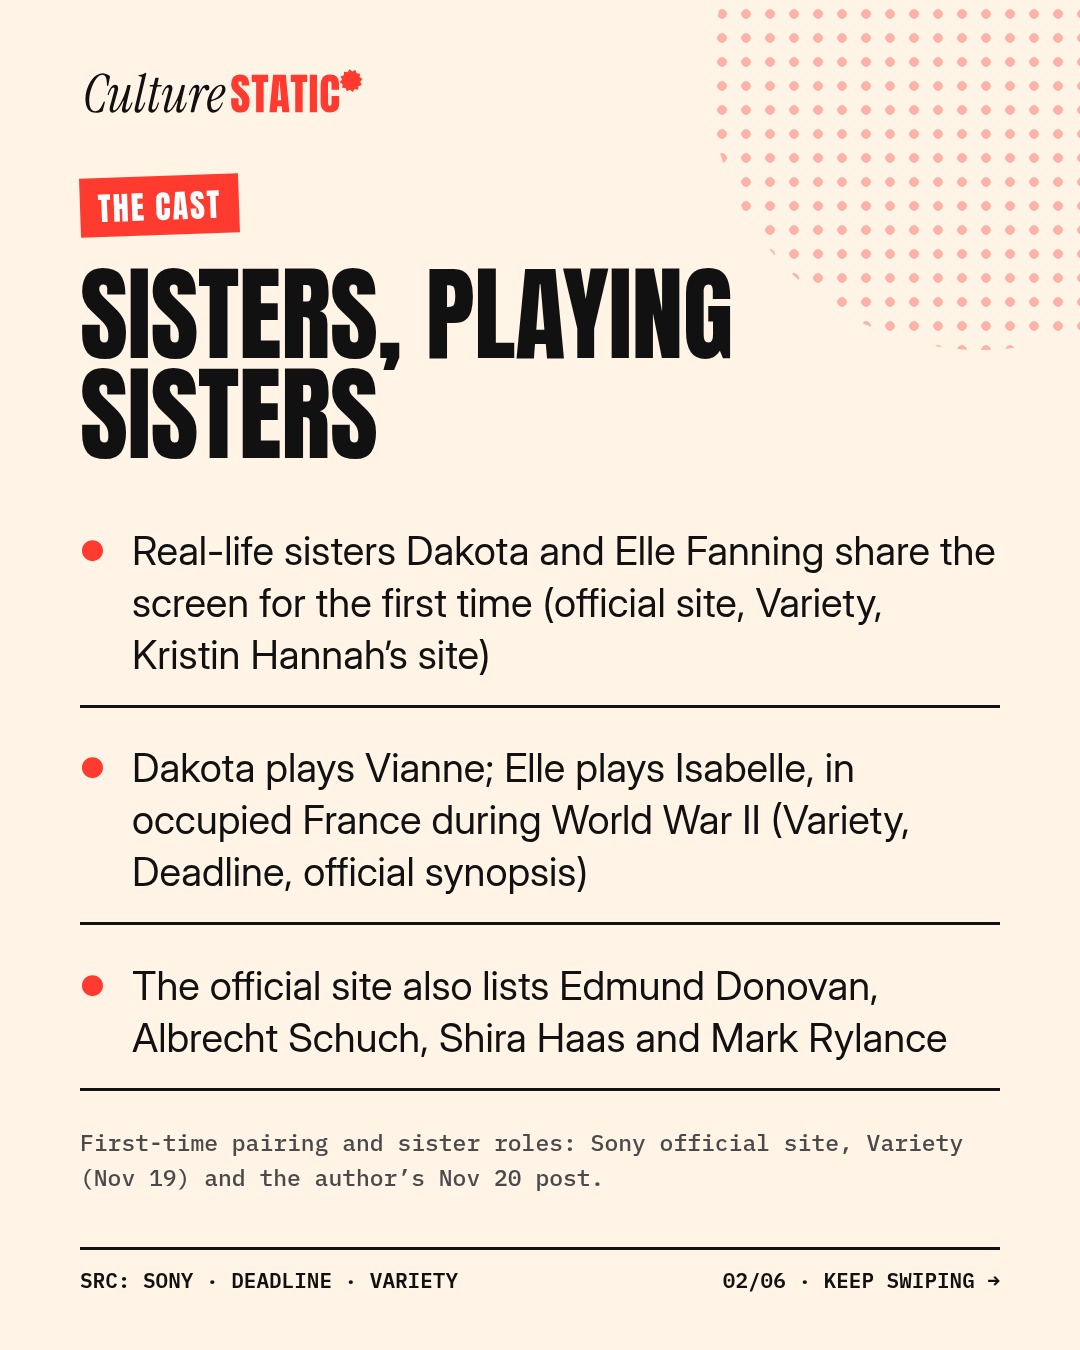 Culture STATIC
THE CAST
SISTERS, PLAYING
SISTERS
Real-life sisters Dakota and Elle Fanning share the
screen for the first time (official site, Variety,
Kristin Hannah’s site)
Dakota plays Vianne; Elle plays Isabelle, in
occupied France during World War II (Variety,
Deadline, official synopsis)
The official site also lists Edmund Donovan,
Albrecht Schuch, Shira Haas and Mark Rylance
First-time pairing and sister roles: Sony official site, Variety
(Nov 19) and the author’s Nov 20 post.
SRC: SONY · DEADLINE · VARIETY
02/06 · KEEP SWIPING →